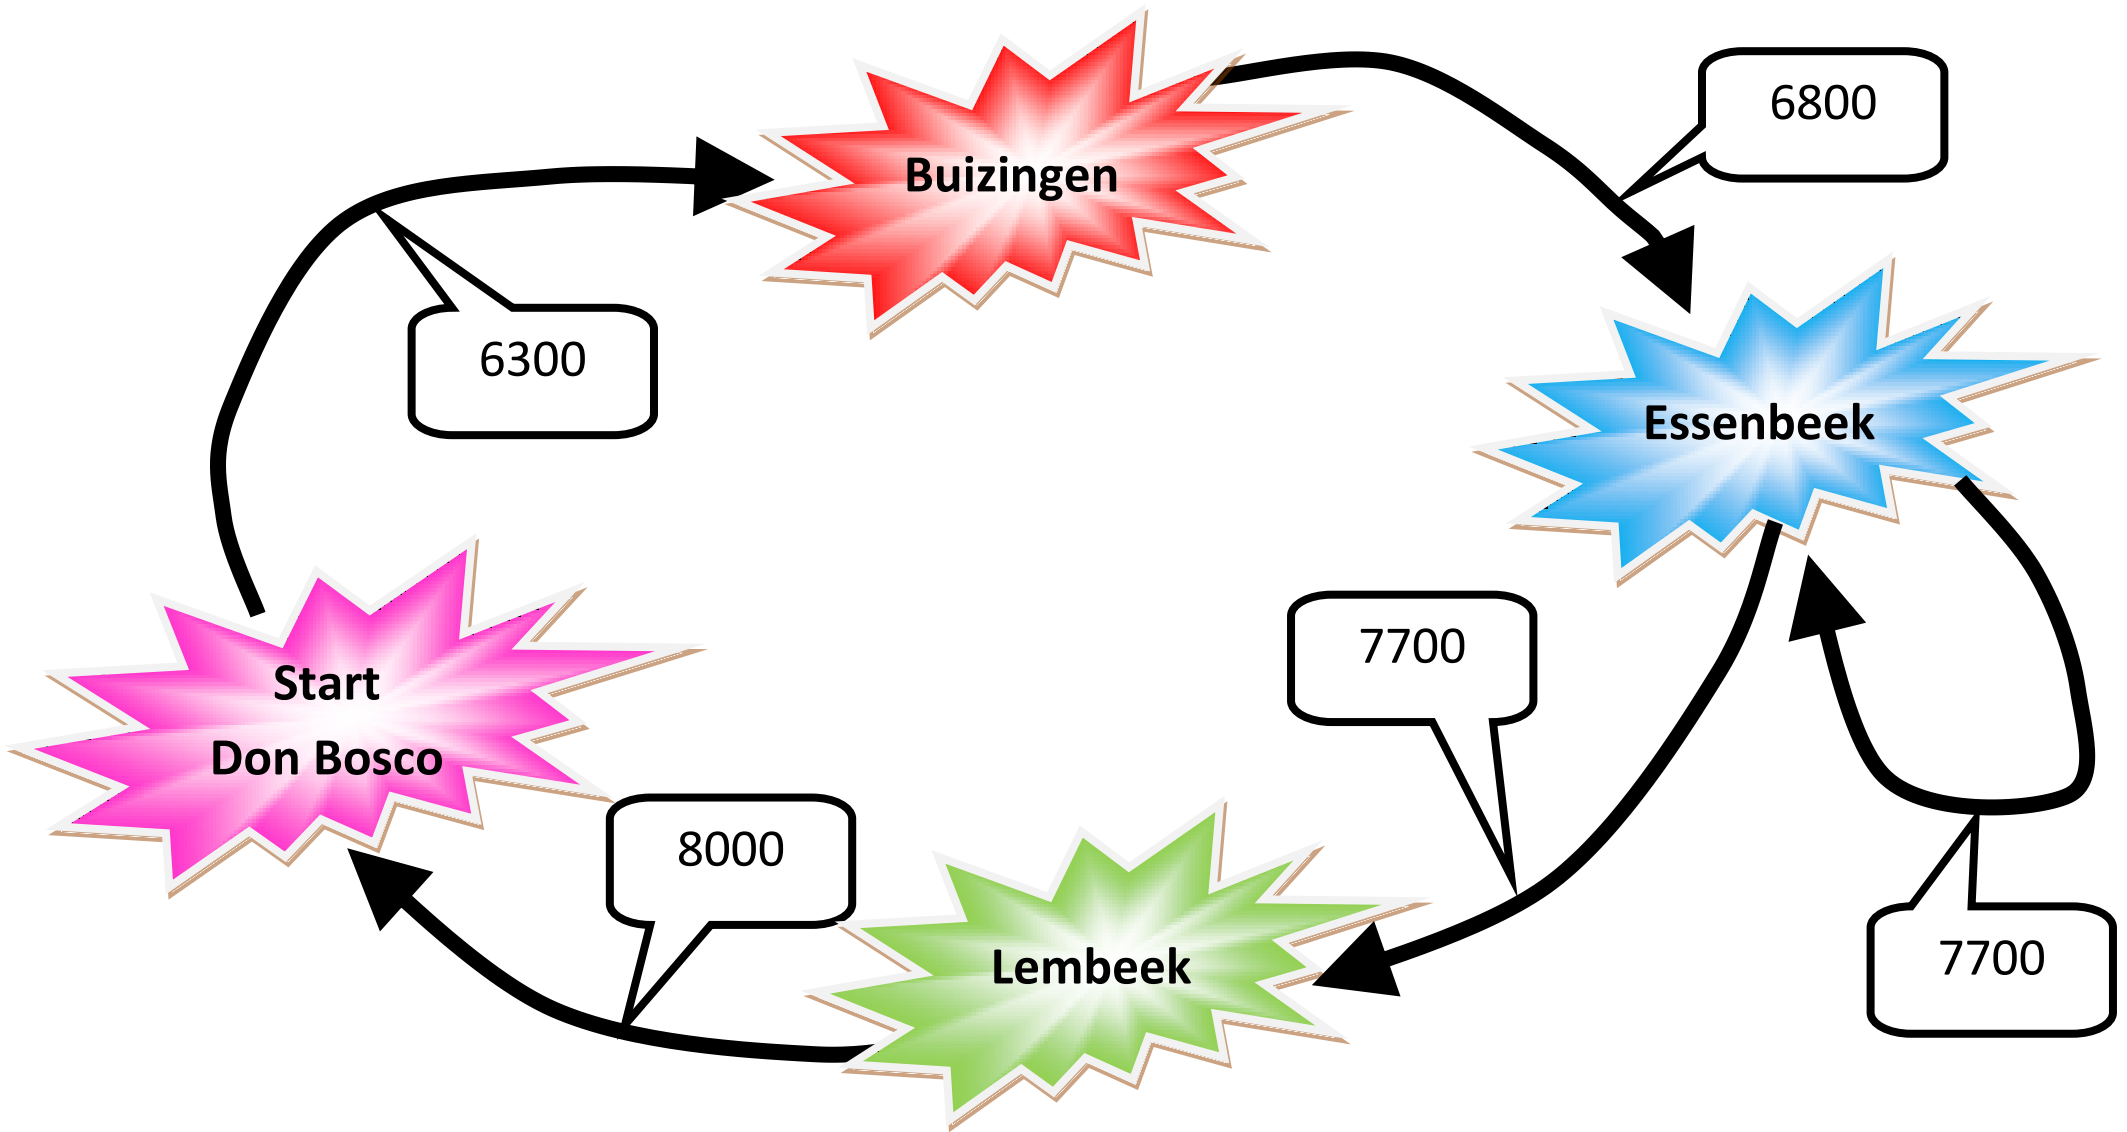 Buizingen
6800
6300
Essenbeek
7700
Start
Don Bosco
8000
Lembeek
7700